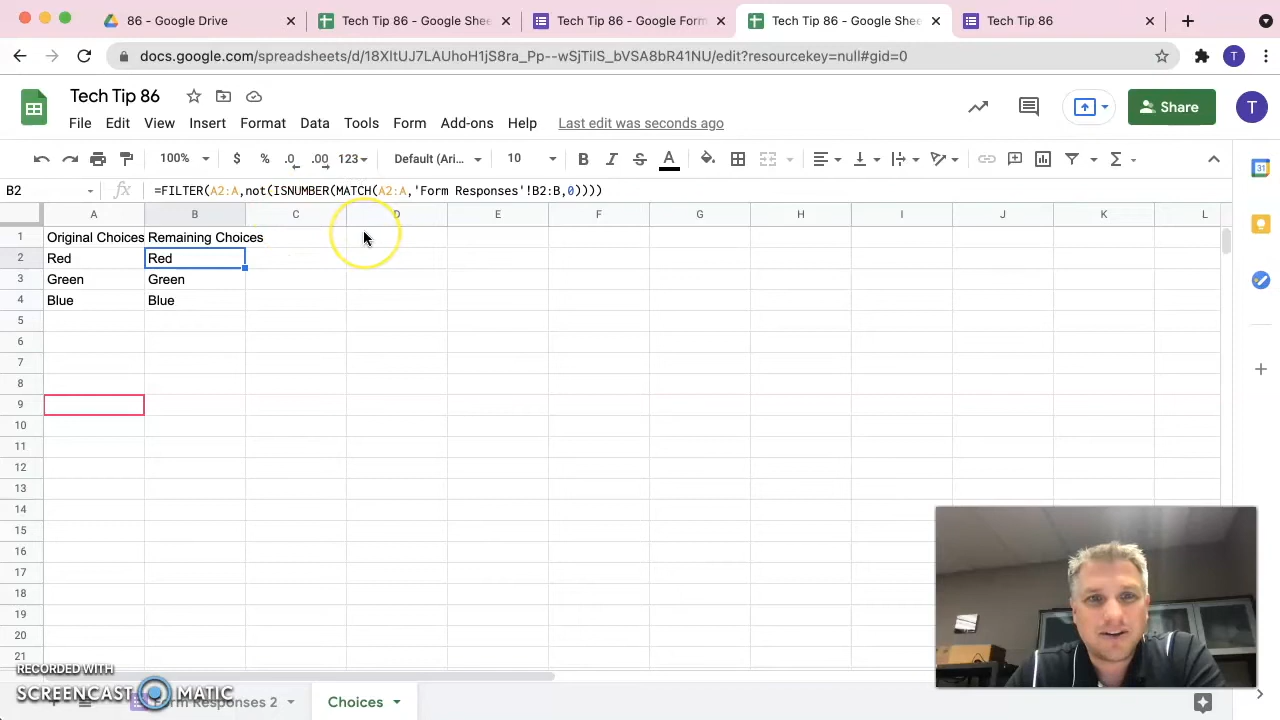 86 - Google Drive
Tech Tip 86 - Google Shee
Tech Tip 86 - Google Form
Tech Tip 86 - Google Shee
Tech Tip 86
docs.google.com/spreadsheets/d/18XItUJ7LAUhoH1jS8ra_Pp--wSjTiIS_bVSA8bR41NU/edit?resourcekey=null#gid=0
T
Tech Tip 86
Share
T
File Edit View Insert Format Data Tools Form Add-ons Help Last edit was seconds ago
100% $ % .0 .00 123 Default (Ari... 10 B I S A
31
B2 fx =FILTER(A2:A,not(ISNUMBER(MATCH(A2:A,'Form Responses'!B2:B,0))))
A B C D E F G H I J K L
1 Original Choices Remaining Choices
2 Red Red
3 Green Green
4 Blue Blue
5
6
7
8
9
10
11
12
13
14
15
16
17
18
19
20
21
RECORDED WITH
SCREENCAST MATIC
Form Responses 2
Choices